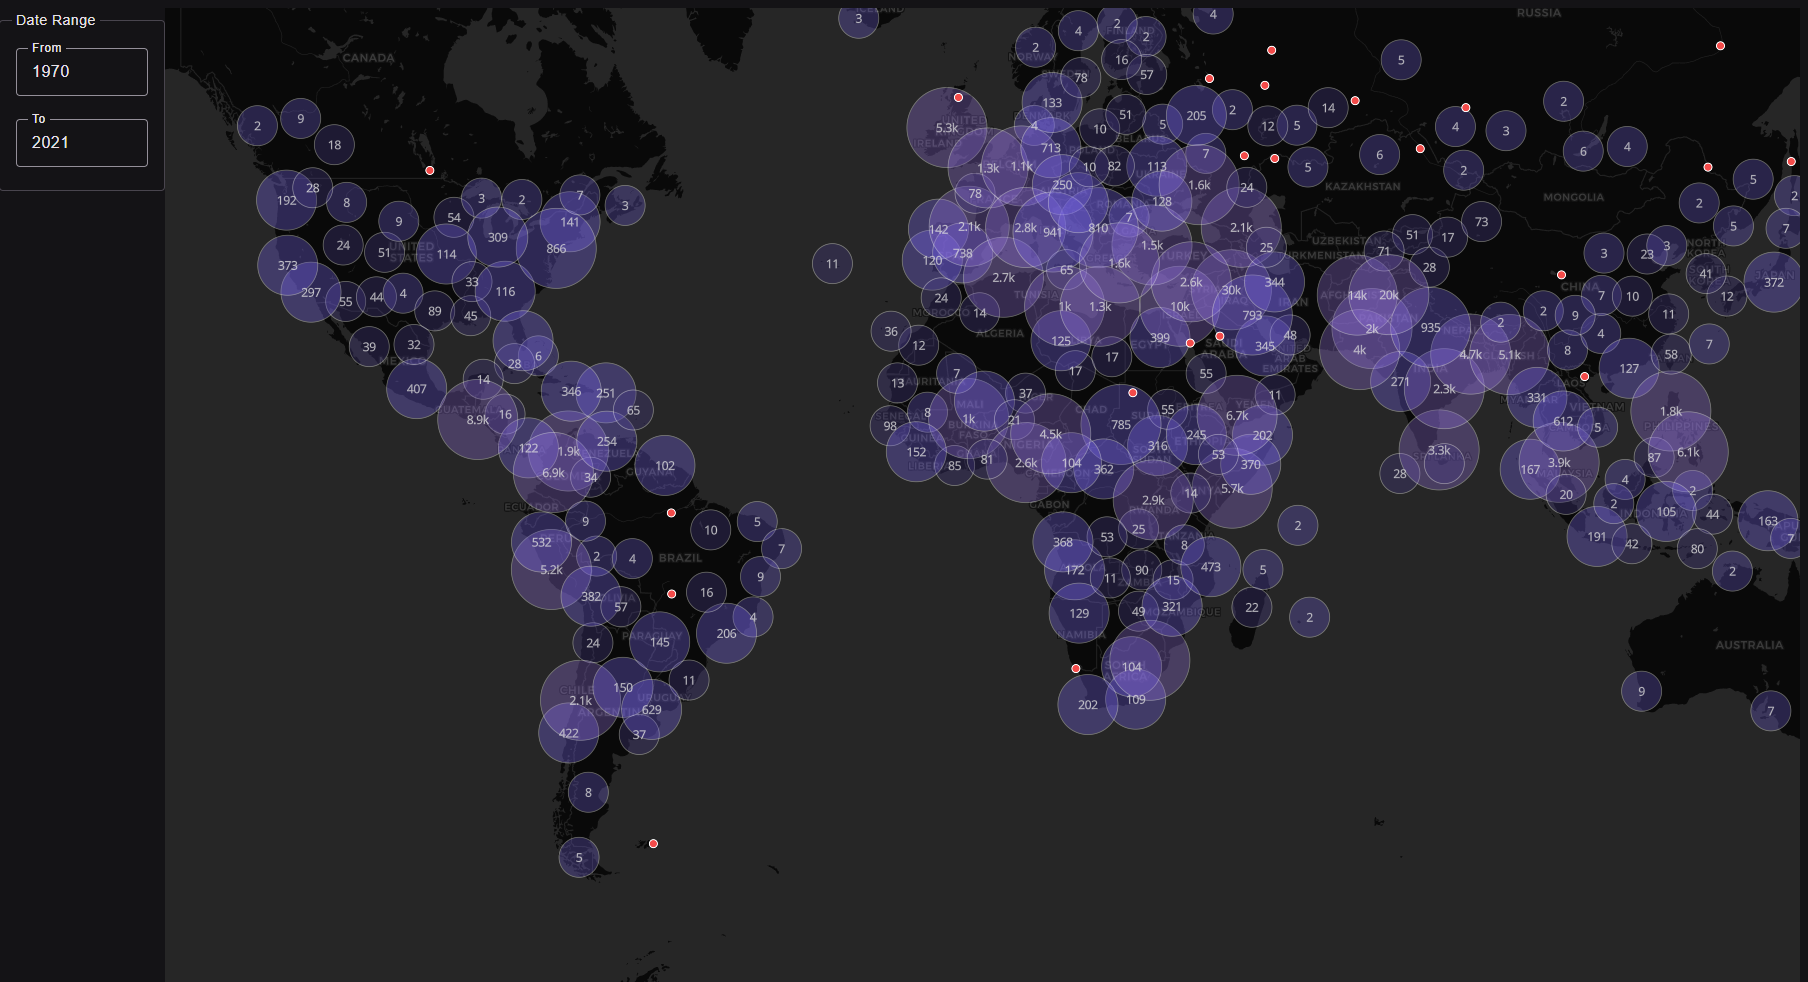 Date Range
From
1970
To
2021
ICELAND
RUSSIA
CANADA
NORWAY
FINLAND
KAZAKHSTAN
MONGOLIA
UNITED
STATES
UZBEKISTAN
NORTH
KOREA
TURKEY
CHINA
JAPAN
MOROCCO
TUNISIA
ALGERIA
IRAN
EGYPT
SAUDI
ARABIA
UNITED
ARAB
EMIRATES
MEXICO
INDIA
NEPAL
LAOS
VIETNAM
MAURITANIA
MALI
CHAD
SUDAN
YEMEN
GUATEMALA
SENEGAL
GUINEA
PHILIPPINES
GUYANA
ECUADOR
GABON
RWANDA
BRAZIL
BOLIVIA
PARAGUAY
NAMIBIA
MOZAMBIQUE
AUSTRALIA
CHILE
URUGUAY
ARGENTINA
3
4
2
2
4
2
16
57
78
5
2
9
18
5.3k
133
4
713
10
51
5
205
2
12
5
14
4
3
2
6
4
192
28
8
9
54
3
2
7
3
141
866
309
114
24
51
33
116
373
297
55
44
4
89
45
39
32
407
14
28
6
346
251
65
8.9k
16
122
1.9k
254
6.9k
34
102
11
1.3k
1.1k
250
10
82
113
7
1.6k
24
5
6
2
78
142
2.1k
2.8k
941
810
7
128
1.5k
2.1k
25
120
738
2.7k
65
1.6k
2.6k
30k
344
24
14
1k
1.3k
10k
793
36
12
125
17
399
345
48
71
51
17
73
28
14k
20k
2k
4k
935
4.7k
5.1k
2
2
9
7
10
3
23
3
2
5
5
2
7
41
12
372
11
4
8
58
7
271
2.3k
331
127
612
5
1.8k
13
7
17
55
11
8
1k
37
21
98
152
85
81
4.5k
2.6k
104
362
785
55
316
245
6.7k
202
53
370
28
3.3k
167
3.9k
87
6.1k
20
4
2
2
105
44
163
7
191
42
80
2
9
532
2
4
10
5
7
9
5.2k
382
57
16
4
206
24
145
11
2.1k
150
629
422
37
8
5
2.9k
14
5.7k
2
368
53
25
8
172
11
90
15
473
5
129
49
321
22
2
104
202
109
9
7